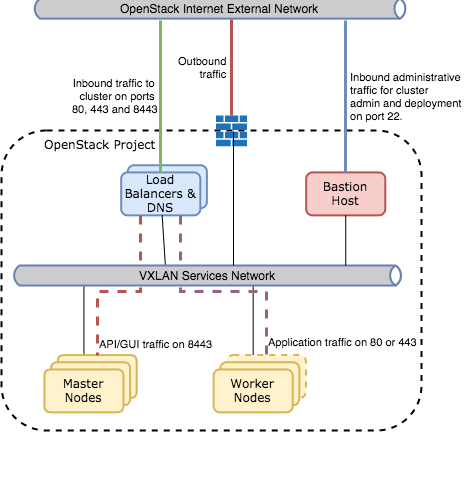 OpenStack Internet External Network
Outbound
traffic
Inbound traffic to
cluster on ports
80, 443 and 8443
Inbound administrative
traffic for cluster
admin and deployment
on port 22.
OpenStack Project
Load
Balancers &
DNS
Bastion
Host
VXLAN Services Network
API/GUI traffic on 8443
Application traffic on 80 or 443
Master
Nodes
Worker
Nodes